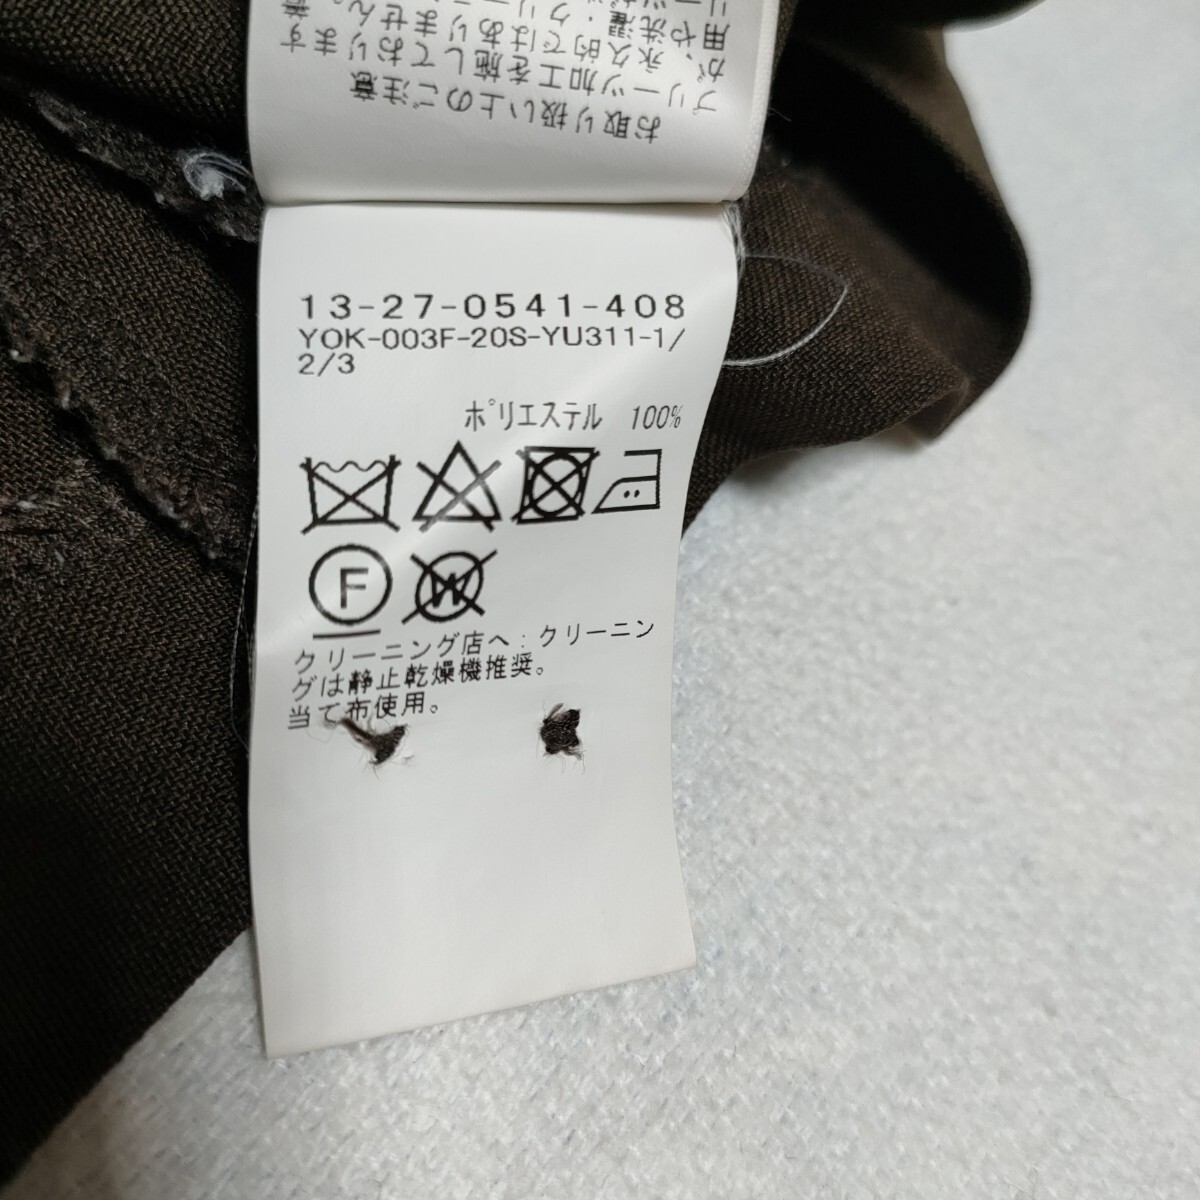 お取り扱い上のご注意
プリーツ加工を施しております
が、永久的ではありません。
13-27-0541-408
YOK-003F-20S-YU311-1/
2/3
ポリエステル 100%
F
W
クリーニング店へ:クリーニン
グは静止乾燥機推奨。
当て布使用。